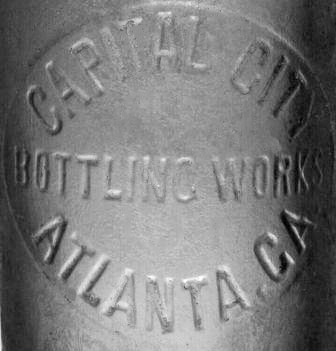 CAPITAL CITY
BOTTLING WORKS
ATLANTA, GA